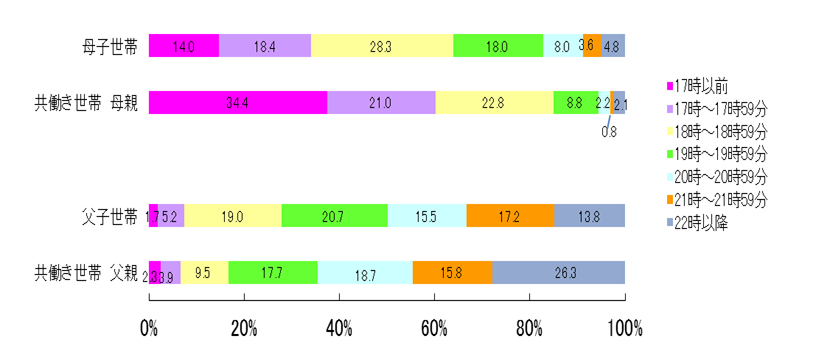 母子世帯 14.0 18.4 28.3 18.0 8.0 3.6 4.8
共働き世帯 母親 34.4 21.0 22.8 8.8 2.2 0.8 2.1
父子世帯 1.7 5.2 19.0 20.7 15.5 17.2 13.8
共働き世帯 父親 2.3 3.9 9.5 17.7 18.7 15.8 26.3
0% 20% 40% 60% 80% 100%
17時以前
17時～17時59分
18時～18時59分
19時～19時59分
20時～20時59分
21時～21時59分
22時以降